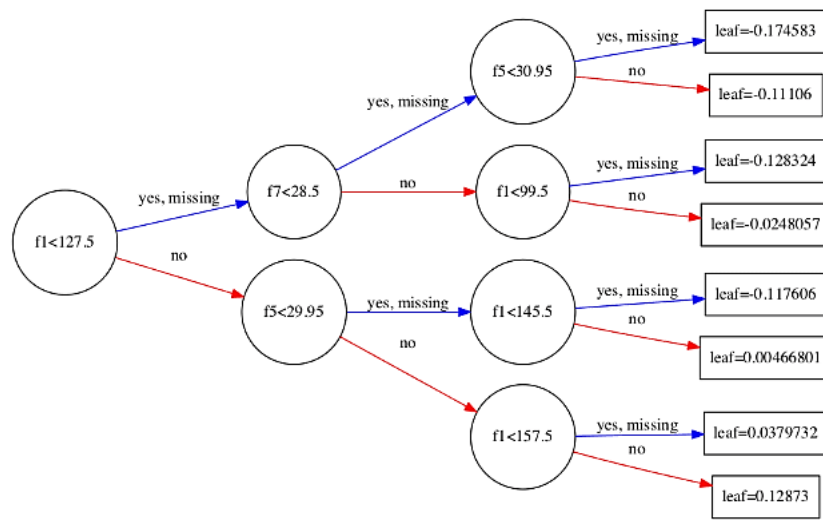 f1<127.5
yes, missing
no
f7<28.5
yes, missing
no
f5<29.95
yes, missing
no
f5<30.95
yes, missing
no
f1<99.5
yes, missing
no
f1<145.5
yes, missing
no
f1<157.5
yes, missing
no
leaf=-0.174583
leaf=-0.11106
leaf=-0.128324
leaf=-0.0248057
leaf=-0.117606
leaf=0.00466801
leaf=0.0379732
leaf=0.12873